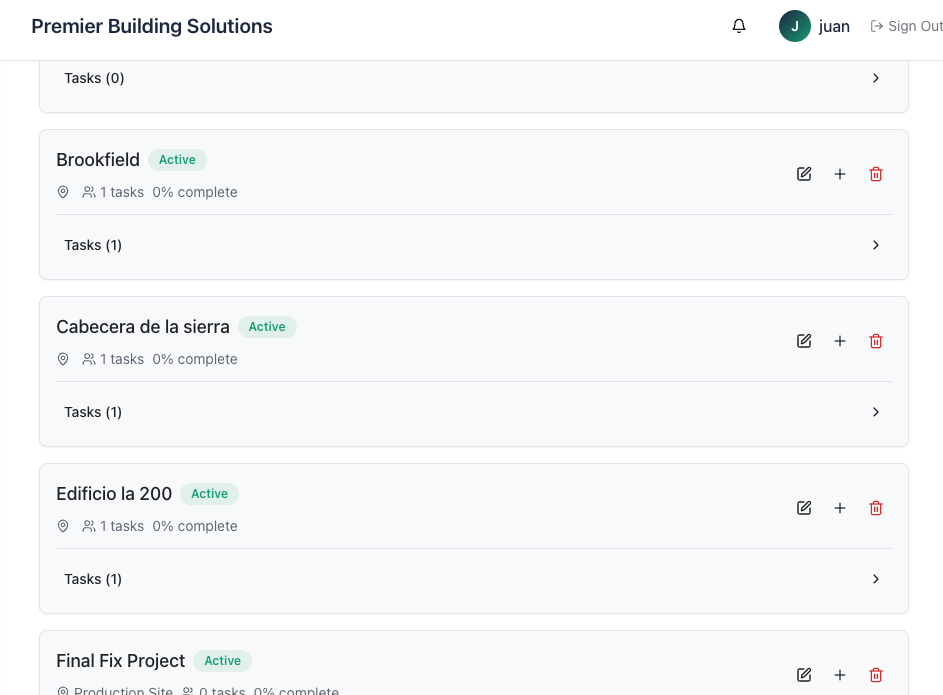 Premier Building Solutions
J juan Sign Out
Tasks (0)
Brookfield Active
1 tasks 0% complete
Tasks (1)
Cabecera de la sierra Active
1 tasks 0% complete
Tasks (1)
Edificio la 200 Active
1 tasks 0% complete
Tasks (1)
Final Fix Project Active
Production Site 0 tasks 0% complete